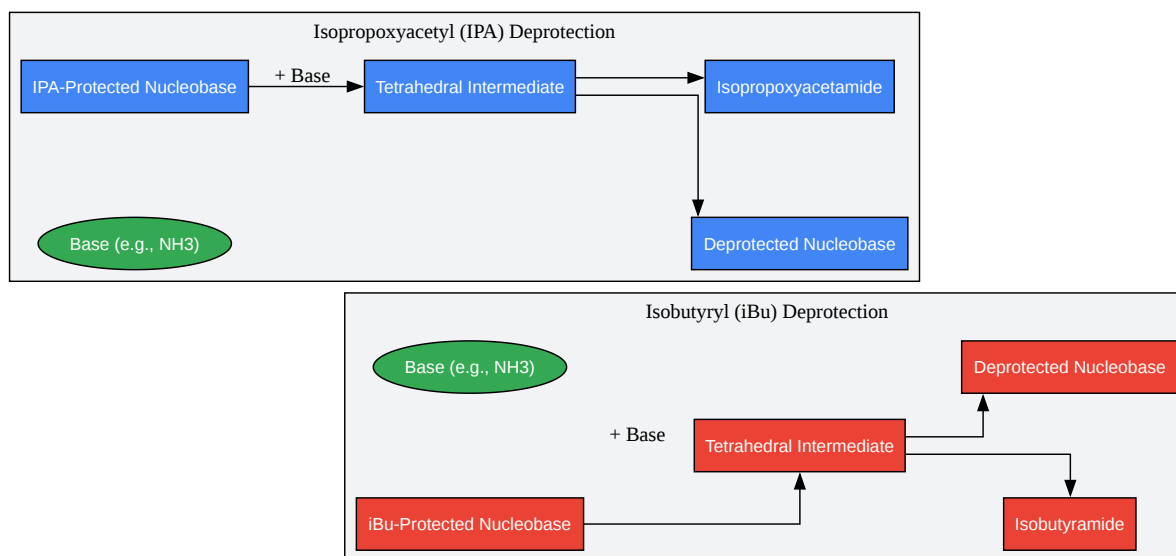 Isopropoxyacetyl (IPA) Deprotection
IPA-Protected Nucleobase
+ Base
Tetrahedral Intermediate
Isopropoxyacetamide
Base (e.g., NH3)
Deprotected Nucleobase
Isobutyryl (iBu) Deprotection
Base (e.g., NH3)
Deprotected Nucleobase
+ Base
Tetrahedral Intermediate
iBu-Protected Nucleobase
Isobutyramide